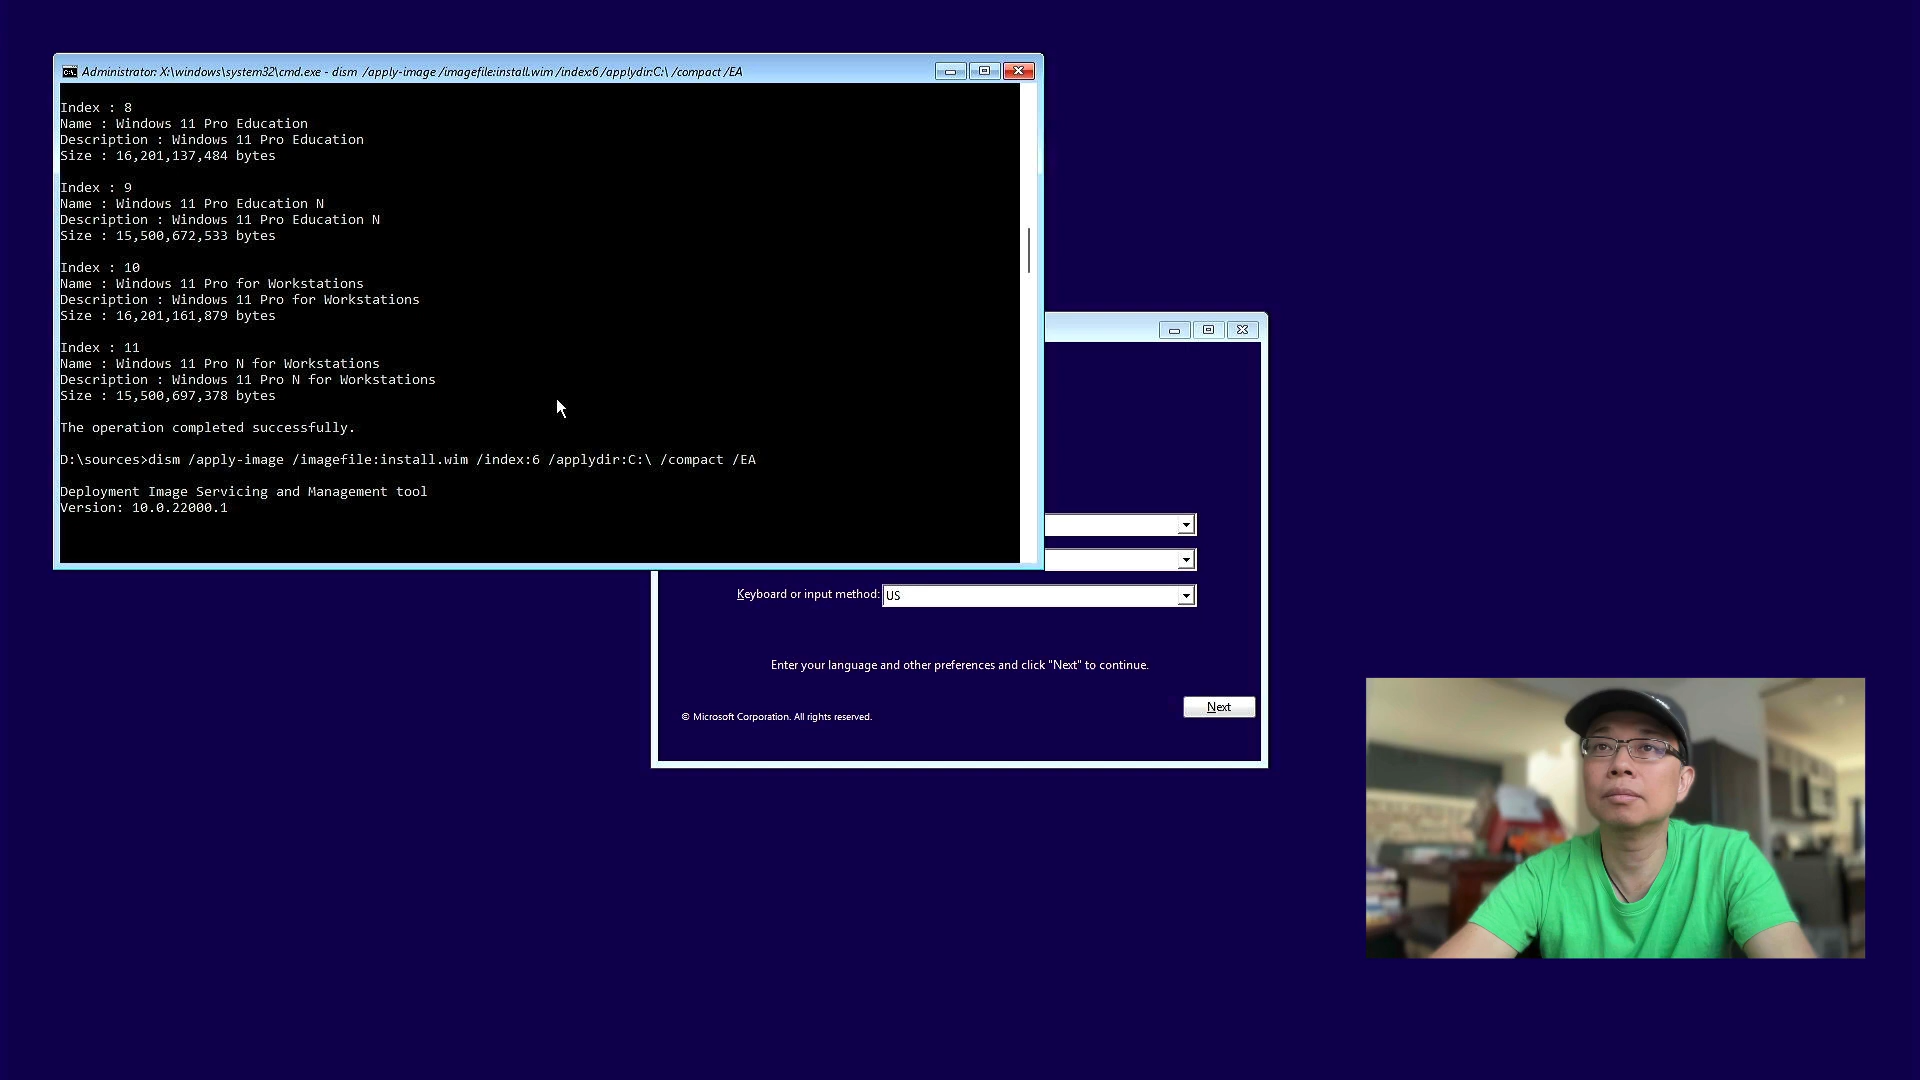 Administrator: X:\windows\system32\cmd.exe - dism  /apply-image /imagefile:install.wim /index:6 /applydir:C:\ /compact /EA
Index : 8
Name : Windows 11 Pro Education
Description : Windows 11 Pro Education
Size : 16,201,137,484 bytes
Index : 9
Name : Windows 11 Pro Education N
Description : Windows 11 Pro Education N
Size : 15,500,672,533 bytes
Index : 10
Name : Windows 11 Pro for Workstations
Description : Windows 11 Pro for Workstations
Size : 16,201,161,879 bytes
Index : 11
Name : Windows 11 Pro N for Workstations
Description : Windows 11 Pro N for Workstations
Size : 15,500,697,378 bytes
The operation completed successfully.
D:\sources>dism /apply-image /imagefile:install.wim /index:6 /applydir:C:\ /compact /EA
Deployment Image Servicing and Management tool
Version: 10.0.22000.1
Keyboard or input method: US
Enter your language and other preferences and click "Next" to continue.
Next
© Microsoft Corporation. All rights reserved.